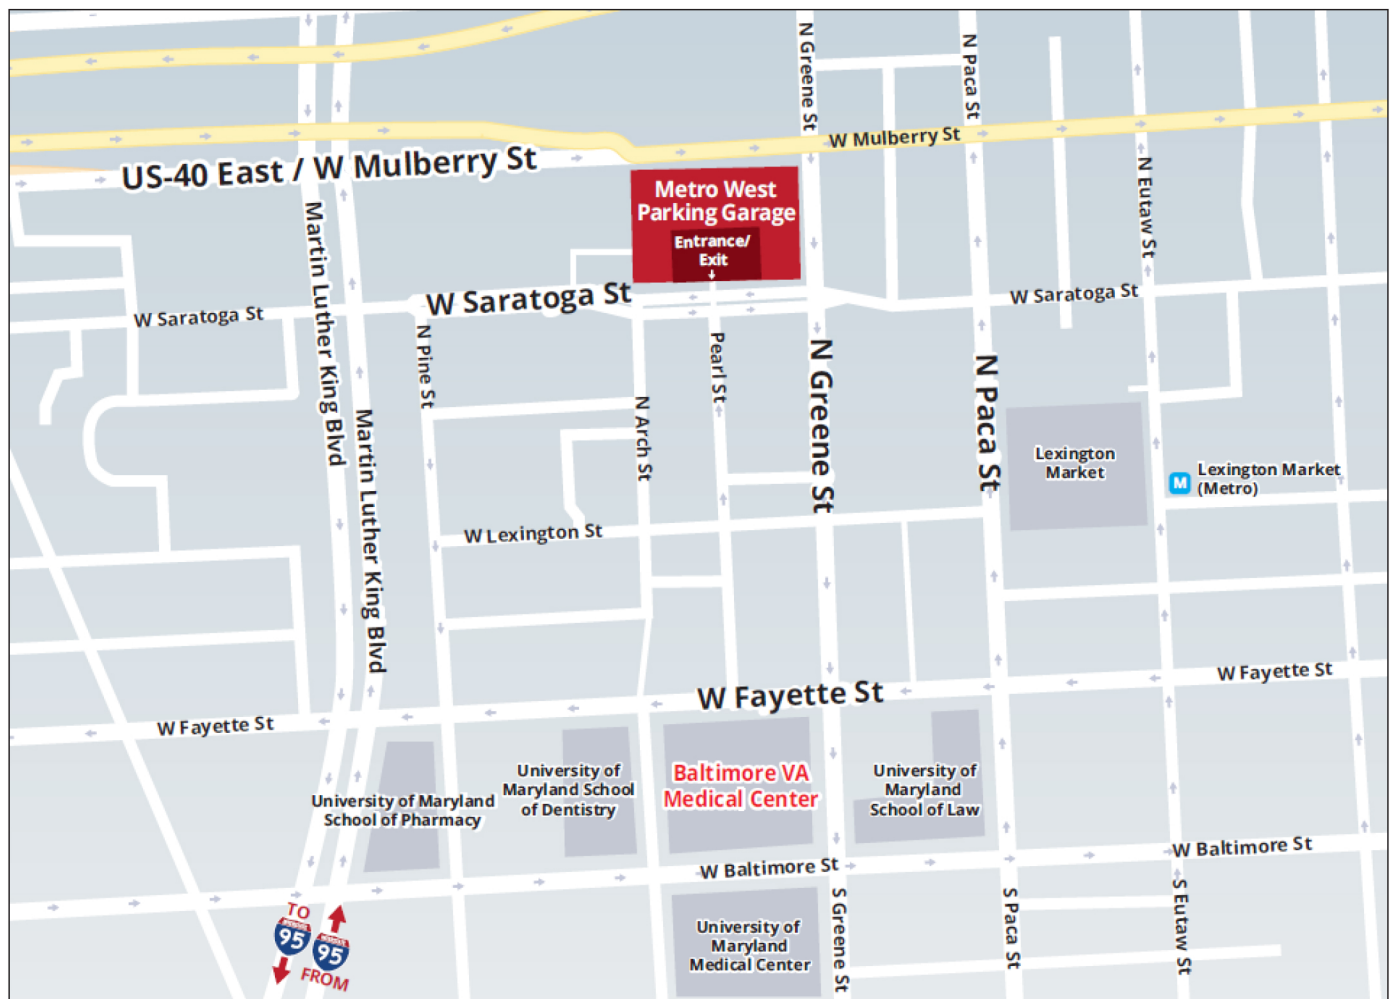 N Greene St
N Paca St
W Mulberry St
US-40 East / W Mulberry St
N Eutaw St
Metro West
Parking Garage
Entrance/
Exit
Martin Luther King Blvd
W Saratoga St
W Saratoga St
W Saratoga St
N Pine St
Pearl St
N Greene St
N Paca St
N Arch St
Martin Luther King Blvd
Lexington
Market
M
Lexington Market
(Metro)
W Lexington St
W Fayette St
W Fayette St
W Fayette St
University of Maryland
School of Pharmacy
University of
Maryland School
of Dentistry
Baltimore VA
Medical Center
University of
Maryland
School of Law
W Baltimore St
W Baltimore St
S Greene St
S Paca St
S Eutaw St
University of
Maryland
Medical Center
TO
95
95
FROM